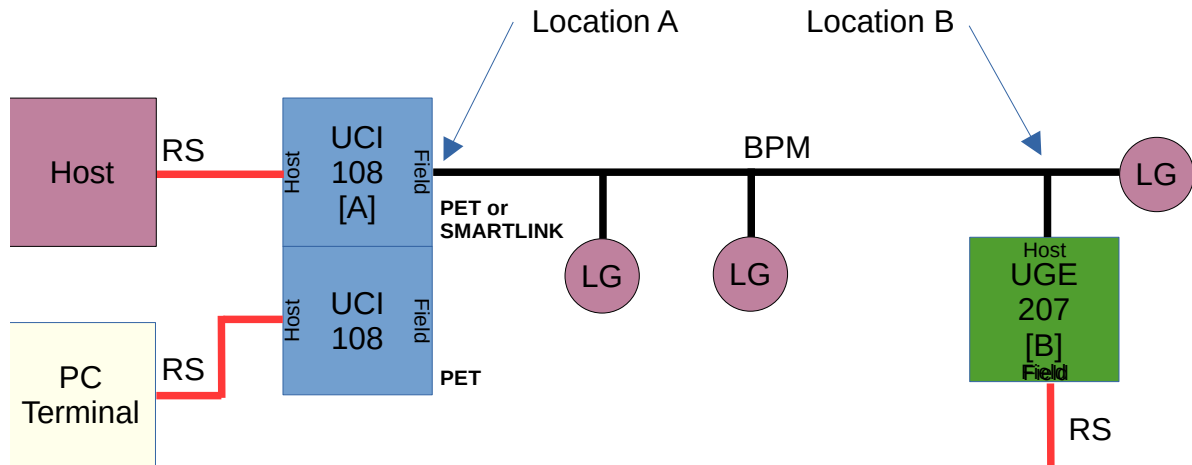 Location A
Location B
Host
RS
Host
UCI
108
[A]
Field
BPM
LG
PET or
SMARTLINK
LG
LG
Host
UGE
207
[B]
Field
PC
Terminal
RS
Host
UCI
108
Field
PET
RS